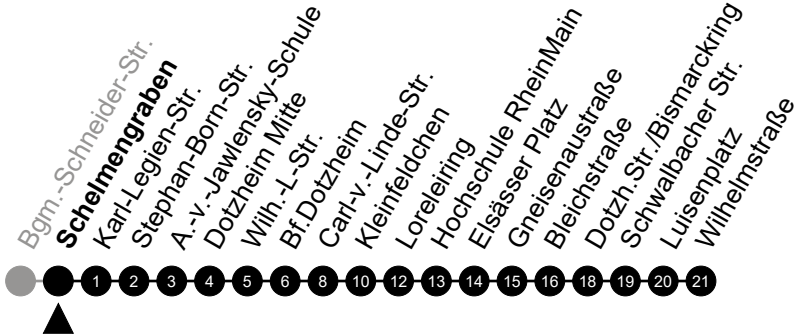 Bgm.-Schneider-Str.
Schelmengraben
Karl-Legien-Str.
Stephan-Born-Str.
A.-v.-Jawlensky-Schule
Dotzheim Mitte
Wilh.-L-Str.
Bf.Dotzheim
Carl-v.-Linde-Str.
Kleinfeldchen
Loreleiring
Hochschule RheinMain
Elsässer Platz
Gneisenaustraße
Bleichstraße
Dotzh.Str./Bismarckring
Schwalbacher Str.
Luisenplatz
Wilhelmstraße
1 2 3 4 5 6 8 10 12 13 14 15 16 18 19 20 21